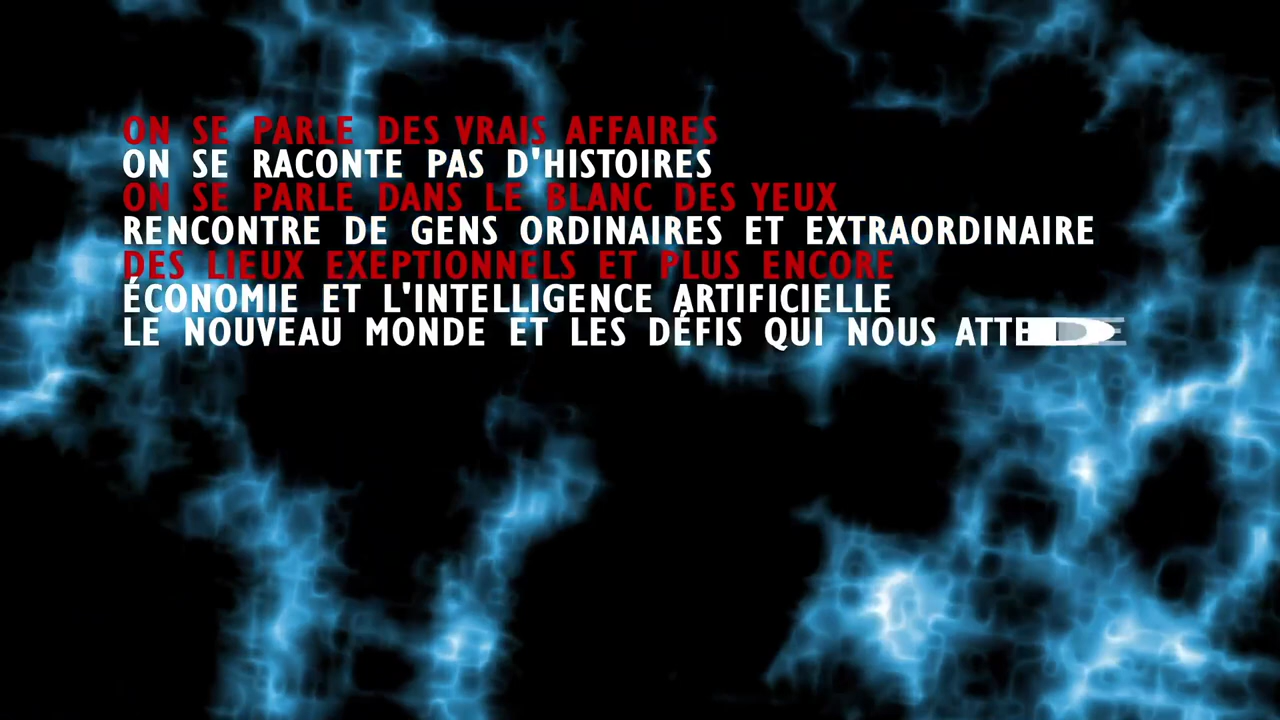 ON SE PARLE DES VRAIS AFFAIRES
ON SE RACONTE PAS D'HISTOIRES
ON SE PARLE DANS LE BLANC DES YEUX
RENCONTRE DE GENS ORDINAIRES ET EXTRAORDINAIRE
DES LIEUX EXEPTIONNELS ET PLUS ENCORE
ÉCONOMIE ET L'INTELLIGENCE ARTIFICIELLE
LE NOUVEAU MONDE ET LES DÉFIS QUI NOUS